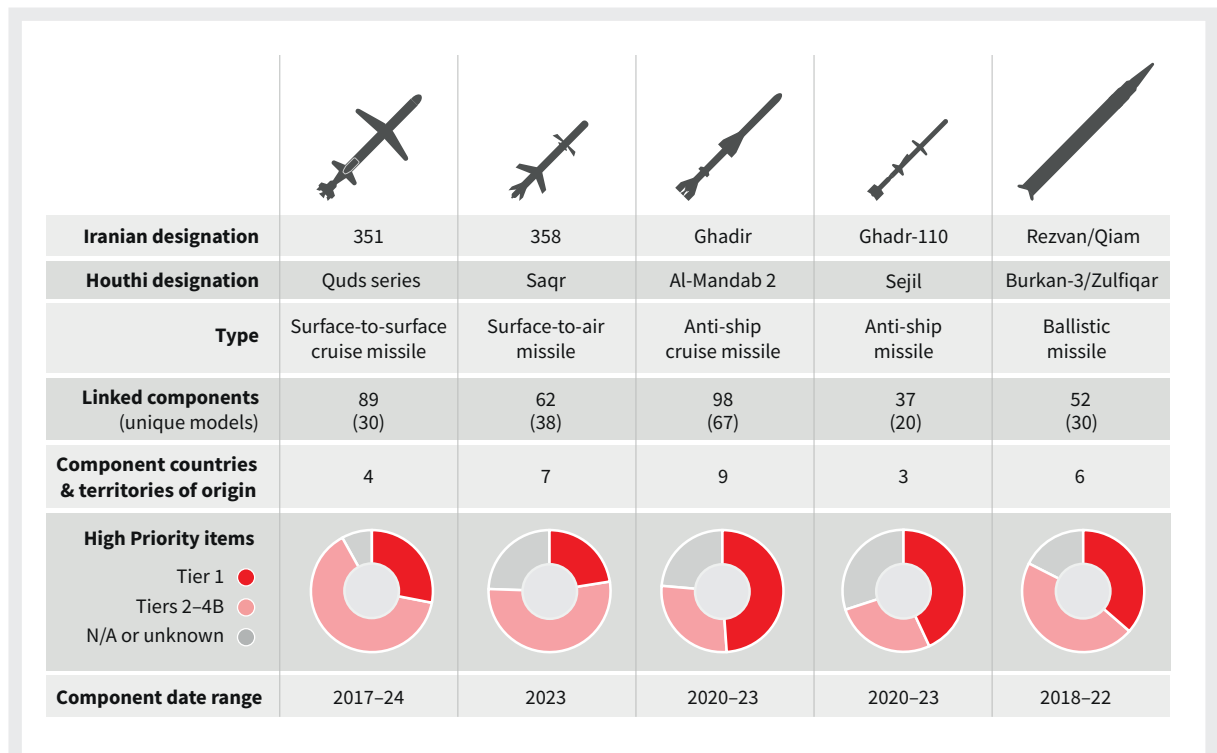 Iranian designation 351 358 Ghadir Ghadr-110 Rezvan/Qiam
Houthi designation Quds series Saqr Al-Mandab 2 Sejil Burkan-3/Zulfiqar
Type Surface-to-surface cruise missile Surface-to-air missile Anti-ship cruise missile Anti-ship missile Ballistic missile
Linked components 89 62 98 37 52
(unique models) (30) (38) (67) (20) (30)
Component countries
& territories of origin 4 7 9 3 6
High Priority items
Tier 1
Tiers 2–4B
N/A or unknown
Component date range 2017–24 2023 2020–23 2020–23 2018–22